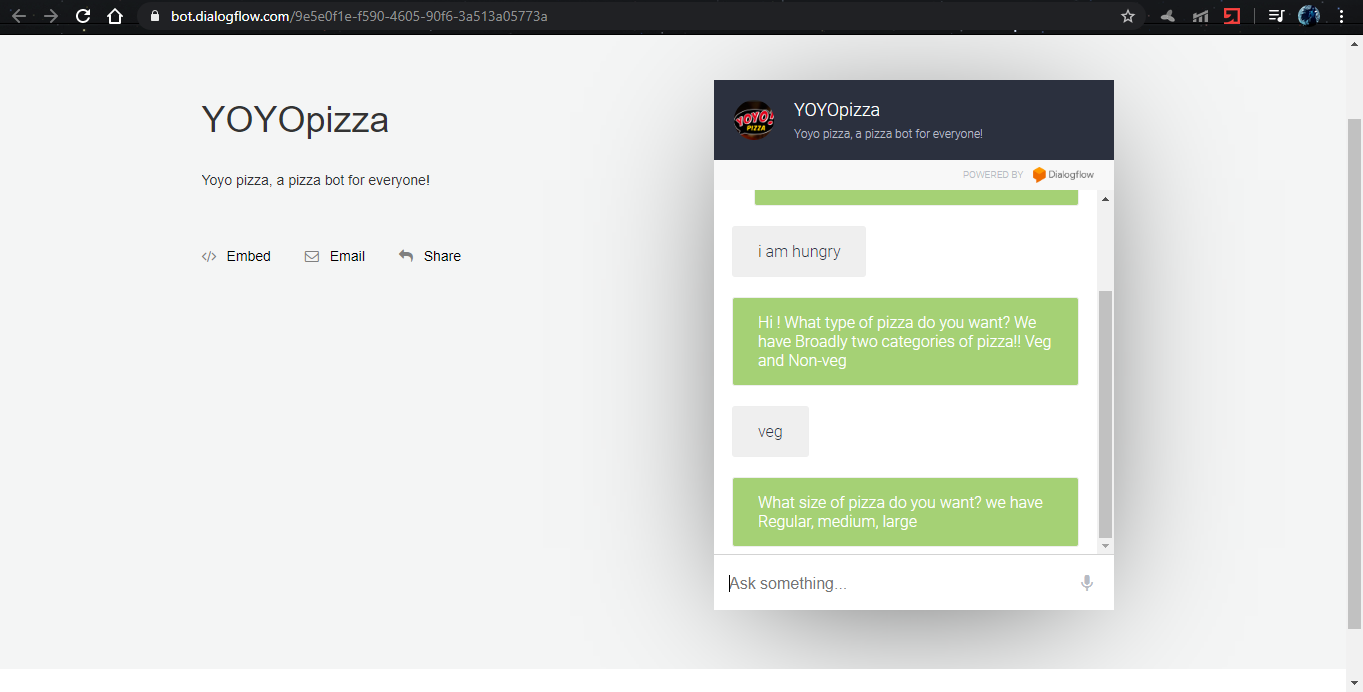 bot.dialogflow.com/9e5e0f1e-f590-4605-90f6-3a513a05773a
YOYOpizza
Yoyo pizza, a pizza bot for everyone!
Embed
Email
Share
YOYO!
PIZZA
YOYOpizza
Yoyo pizza, a pizza bot for everyone!
POWERED BY Dialogflow
i am hungry
Hi ! What type of pizza do you want? We
have Broadly two categories of pizza!! Veg
and Non-veg
veg
What size of pizza do you want? we have
Regular, medium, large
Ask something...